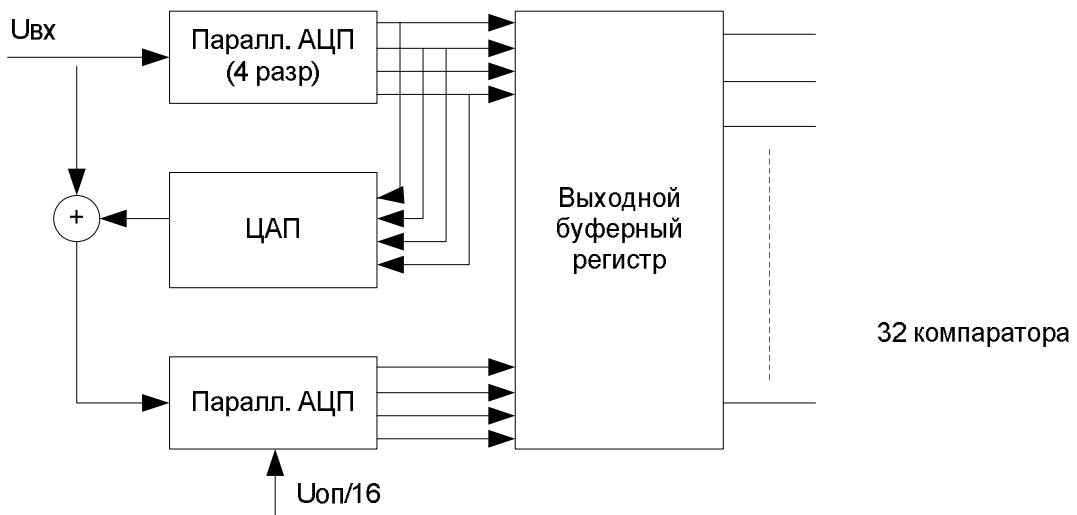 Uвх
Паралл. АЦП
(4 разр)
+
ЦАП
Выходной
буферный
регистр
32 компаратора
Паралл. АЦП
Uоп/16